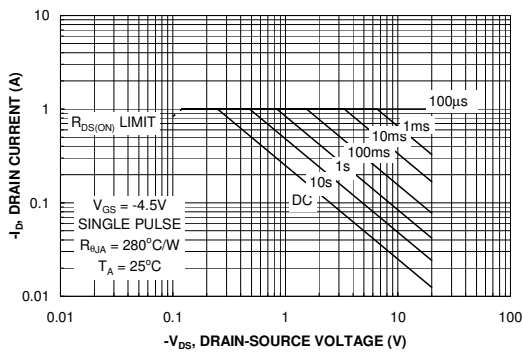 10
1
0.1
0.01
-I_D, DRAIN CURRENT (A)
R_DS(ON) LIMIT
100µs
1ms
10ms
100ms
1s
10s
DC
V_GS = -4.5V
SINGLE PULSE
R_θJA = 280°C/W
T_A = 25°C
0.01
0.1
1
10
100
-V_DS, DRAIN-SOURCE VOLTAGE (V)